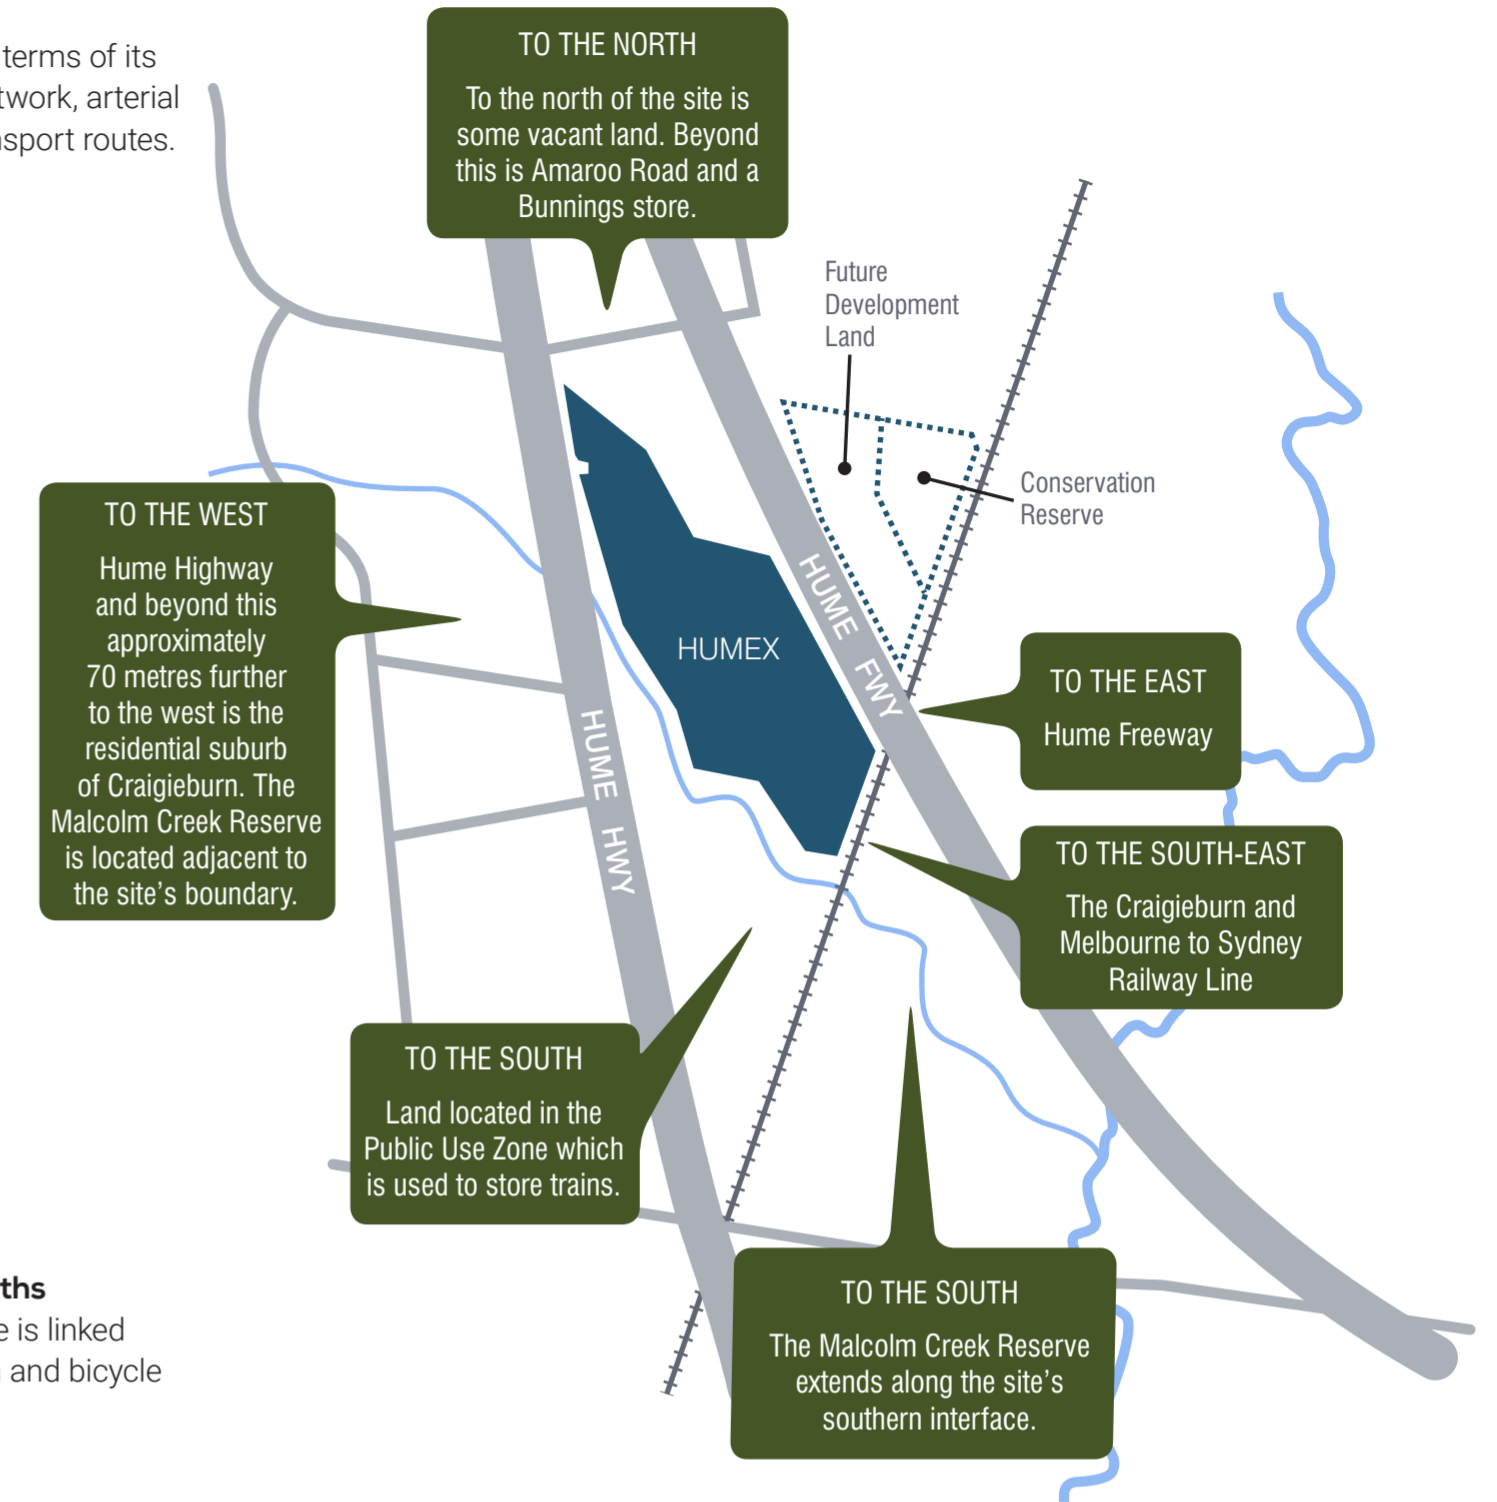 terms of its
twork, arterial
nsport routes.
TO THE NORTH
To the north of the site is
some vacant land. Beyond
this is Amaroo Road and a
Bunnings store.
Future
Development
Land
Conservation
Reserve
TO THE WEST
Hume Highway
and beyond this
approximately
70 metres further
to the west is the
residential suburb
of Craigieburn. The
Malcolm Creek Reserve
is located adjacent to
the site's boundary.
HUMEX
HUME FWY
HUME HWY
TO THE EAST
Hume Freeway
TO THE SOUTH-EAST
The Craigieburn and
Melbourne to Sydney
Railway Line
TO THE SOUTH
Land located in the
Public Use Zone which
is used to store trains.
TO THE SOUTH
The Malcolm Creek Reserve
extends along the site's
southern interface.
ths
e is linked
and bicycle